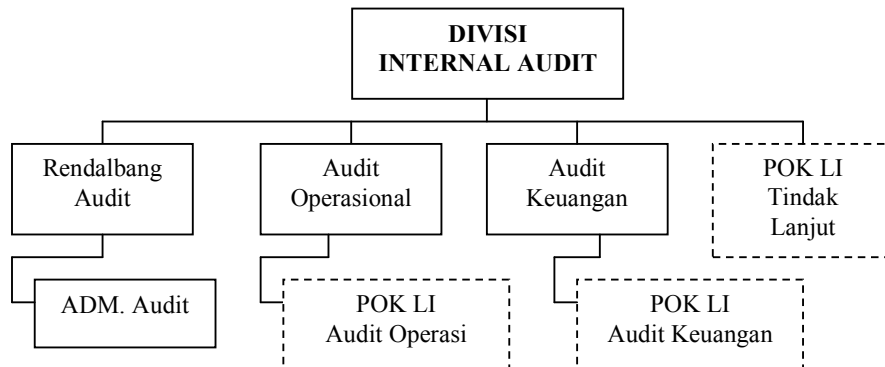 DIVISI
INTERNAL AUDIT
Rendalbang
Audit
Audit
Operasional
Audit
Keuangan
POK LI
Tindak
Lanjut
ADM. Audit
POK LI
Audit Operasi
POK LI
Audit Keuangan